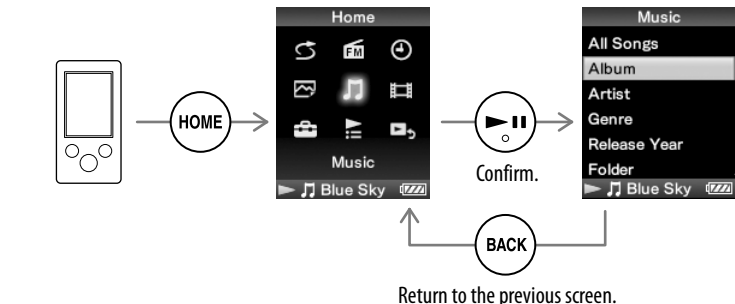 Home
FM
Music
Blue Sky
HOME
Confirm.
Music
All Songs
Album
Artist
Genre
Release Year
Folder
Blue Sky
BACK
Return to the previous screen.